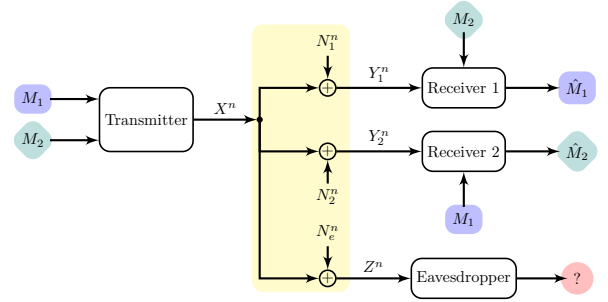 M₂
N₁ⁿ
Y₁ⁿ
Receiver 1
M̂₁
M₁
M₂
Transmitter
Xⁿ
+
+
Y₂ⁿ
Receiver 2
M̂₂
N₂ⁿ
M₁
Nₑⁿ
+
Zⁿ
Eavesdropper
?